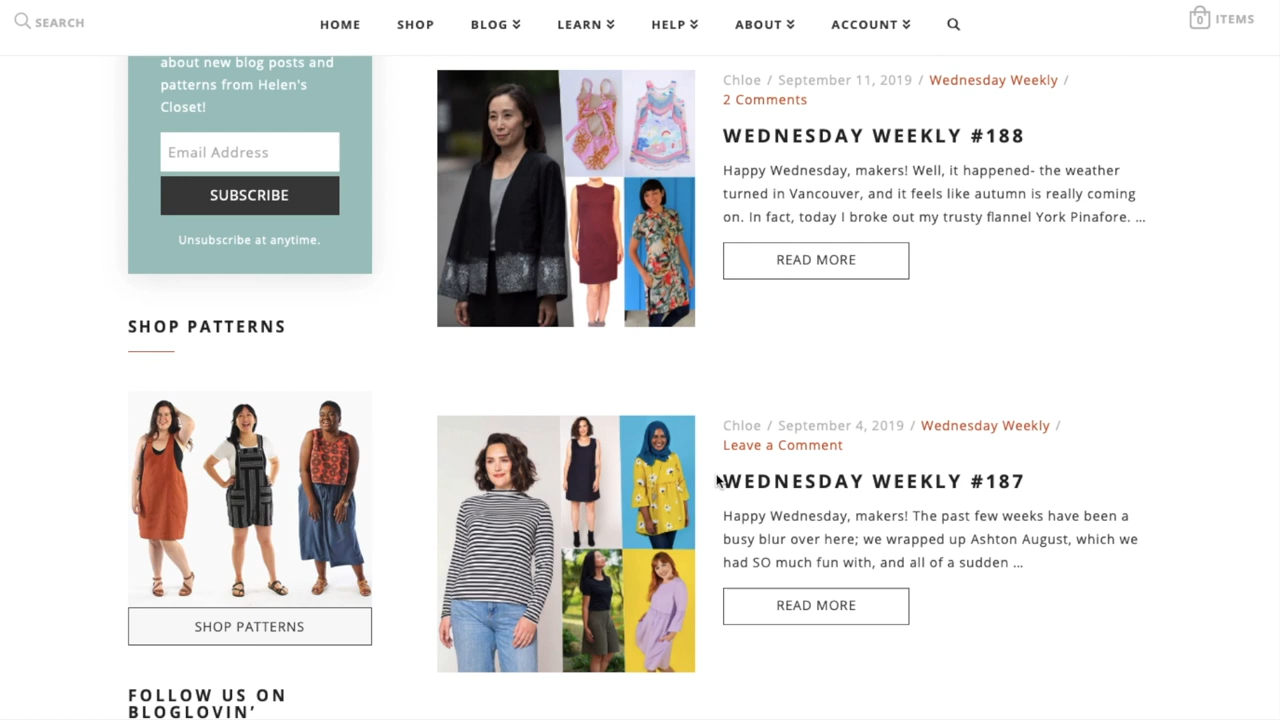 SEARCH
HOME
SHOP
BLOG
LEARN
HELP
ABOUT
ACCOUNT
0
ITEMS
about new blog posts and
patterns from Helen's
Closet!
Email Address
SUBSCRIBE
Unsubscribe at anytime.
SHOP PATTERNS
SHOP PATTERNS
FOLLOW US ON
BLOGLOVIN’
Chloe / September 11, 2019 / Wednesday Weekly /
2 Comments
WEDNESDAY WEEKLY #188
Happy Wednesday, makers! Well, it happened- the weather
turned in Vancouver, and it feels like autumn is really coming
on. In fact, today I broke out my trusty flannel York Pinafore. ...
READ MORE
Chloe / September 4, 2019 / Wednesday Weekly /
Leave a Comment
WEDNESDAY WEEKLY #187
Happy Wednesday, makers! The past few weeks have been a
busy blur over here; we wrapped up Ashton August, which we
had SO much fun with, and all of a sudden ...
READ MORE